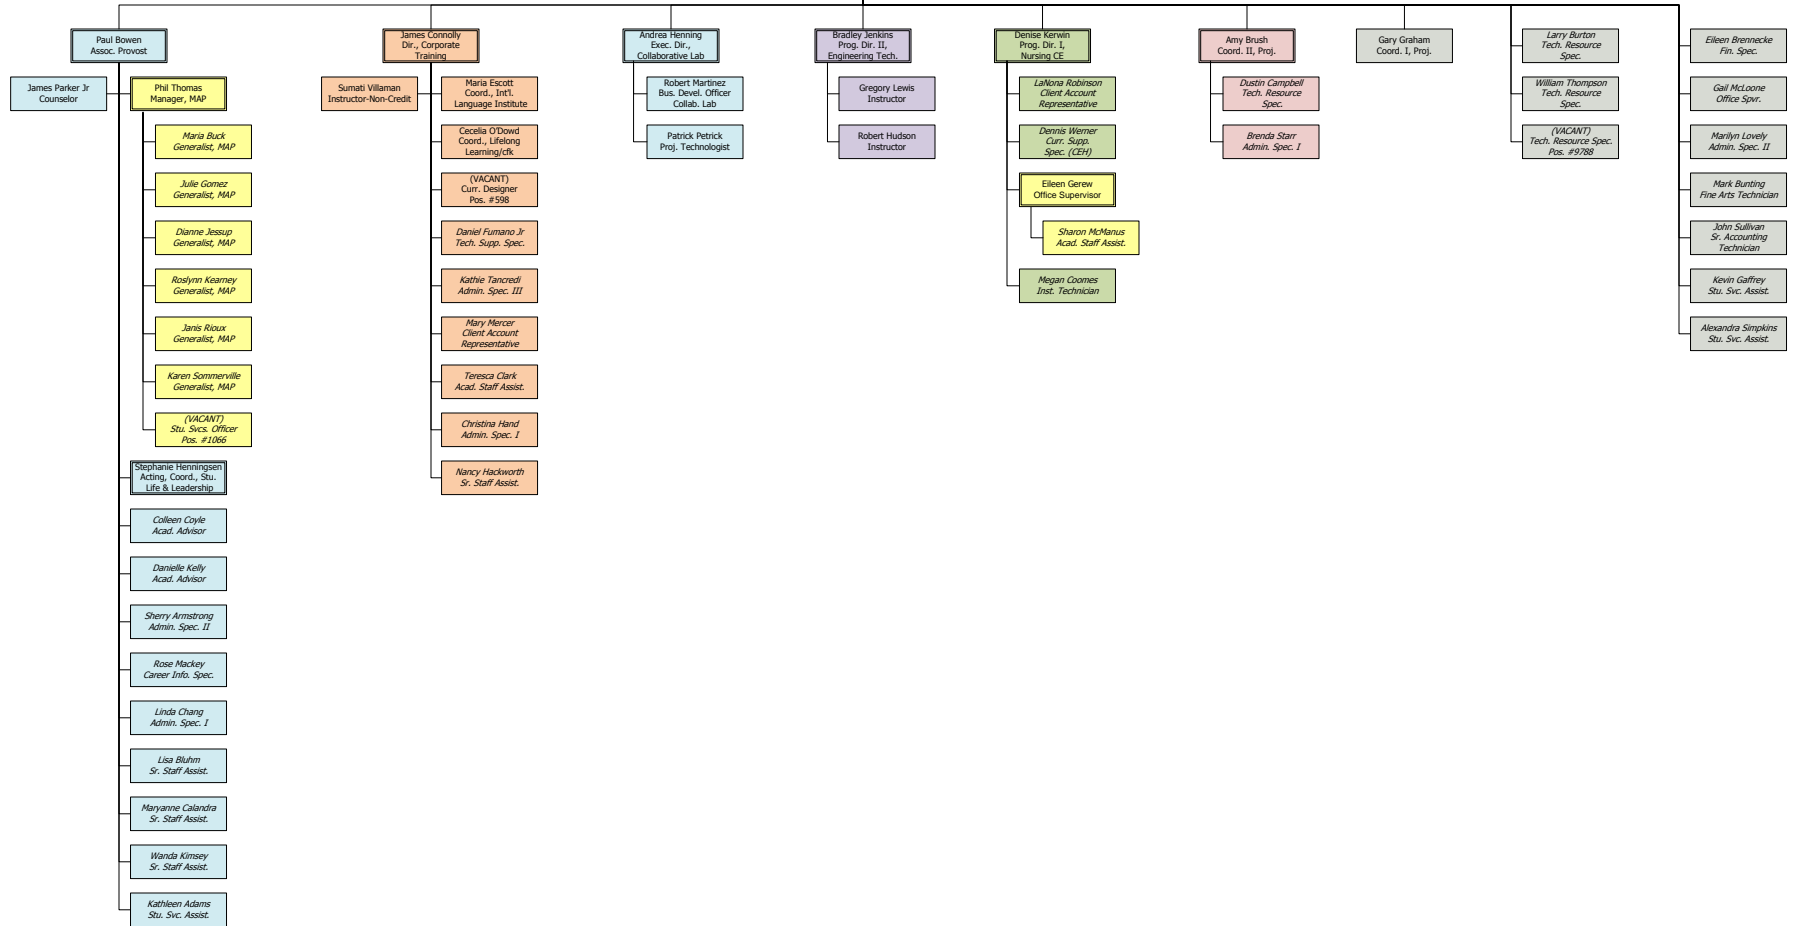 Paul Bowen
Assoc. Provost
James Parker Jr
Counselor
Phil Thomas
Manager, MAP
Maria Buck
Generalist, MAP
Julie Gomez
Generalist, MAP
Dianne Jessup
Generalist, MAP
Roslynn Kearney
Generalist, MAP
Janis Rioux
Generalist, MAP
Karen Sommerville
Generalist, MAP
(VACANT)
Stu. Svcs. Officer
Pos. #1066
Stephanie Henningsen
Acting, Coord., Stu.
Life & Leadership
Colleen Coyle
Acad. Advisor
Danielle Kelly
Acad. Advisor
Sherry Armstrong
Admin. Spec. II
Rose Mackey
Career Info. Spec.
Linda Chang
Admin. Spec. I
Lisa Bluhm
Sr. Staff Assist.
Maryanne Calandra
Sr. Staff Assist.
Wanda Kimsey
Sr. Staff Assist.
Kathleen Adams
Stu. Svc. Assist.
James Connolly
Dir., Corporate
Training
Sumati Villaman
Instructor-Non-Credit
Maria Escott
Coord., Int'l.
Language Institute
Cecelia O'Dowd
Coord., Lifelong
Learning/cfk
(VACANT)
Curr. Designer
Pos. #598
Daniel Fumano Jr
Tech. Supp. Spec.
Kathie Tancredi
Admin. Spec. III
Mary Mercer
Client Account
Representative
Teresca Clark
Acad. Staff Assist.
Christina Hand
Admin. Spec. I
Nancy Hackworth
Sr. Staff Assist.
Andrea Henning
Exec. Dir.,
Collaborative Lab
Robert Martinez
Bus. Devel. Officer
Collab. Lab
Patrick Petrick
Proj. Technologist
Bradley Jenkins
Prog. Dir. II,
Engineering Tech.
Gregory Lewis
Instructor
Robert Hudson
Instructor
Denise Kerwin
Prog. Dir. I,
Nursing CE
LaNona Robinson
Client Account
Representative
Dennis Werner
Curr. Supp.
Spec. (CEH)
Eileen Gerew
Office Supervisor
Sharon McManus
Acad. Staff Assist.
Megan Coomes
Inst. Technician
Amy Brush
Coord. II, Proj.
Dustin Campbell
Tech. Resource
Spec.
Brenda Starr
Admin. Spec. I
Gary Graham
Coord. I, Proj.
Larry Burton
Tech. Resource
Spec.
William Thompson
Tech. Resource
Spec.
(VACANT)
Tech. Resource Spec.
Pos. #9788
Eileen Brennecke
Fin. Spec.
Gail McLoone
Office Spvr.
Marilyn Lovely
Admin. Spec. II
Mark Bunting
Fine Arts Technician
John Sullivan
Sr. Accounting
Technician
Kevin Gaffrey
Stu. Svc. Assist.
Alexandra Simpkins
Stu. Svc. Assist.